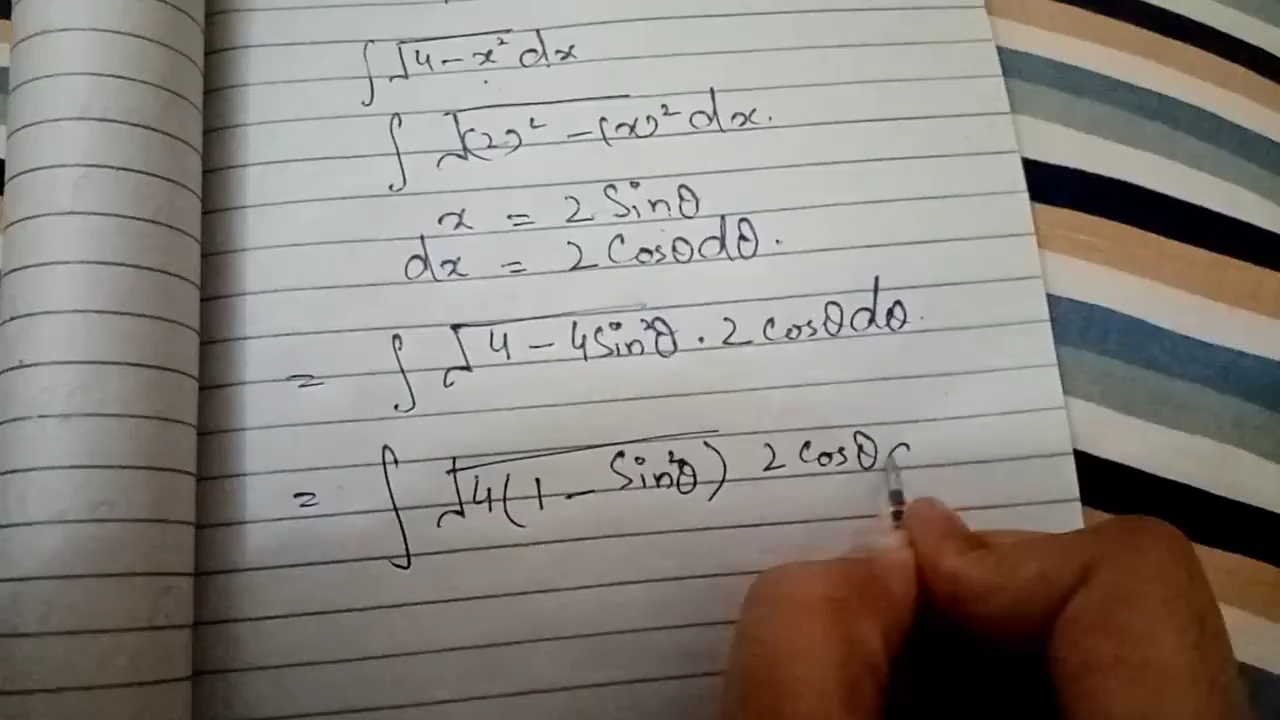 ∫√4-x² dx
∫√(2)² -(x)² dx.
x = 2 Sinθ
dx = 2 Cosθdθ.
= ∫√4-4Sin²θ . 2 cosθdθ.
= ∫√4(1-Sin²θ) 2 cosθ